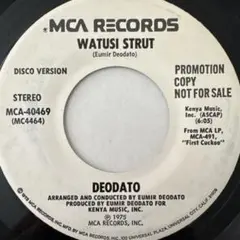 MCA RECORDS
WATUSI STRUT
(Eumir Deodato)
DISCO VERSION
PROMOTION
COPY
NOT FOR SALE
STEREO
MCA-40469
(MC4464)
Kenya Music,
Inc. (ASCAP)
(6:05)
From MCA LP,
MCA-491,
"First Cuckoo"
DEODATO
ARRANGED AND CONDUCTED BY EUMIR DEODATO
PRODUCED BY EUMIR DEODATO FOR
KENYA MUSIC, INC.
℗ 1975
MCA RECORDS, INC.